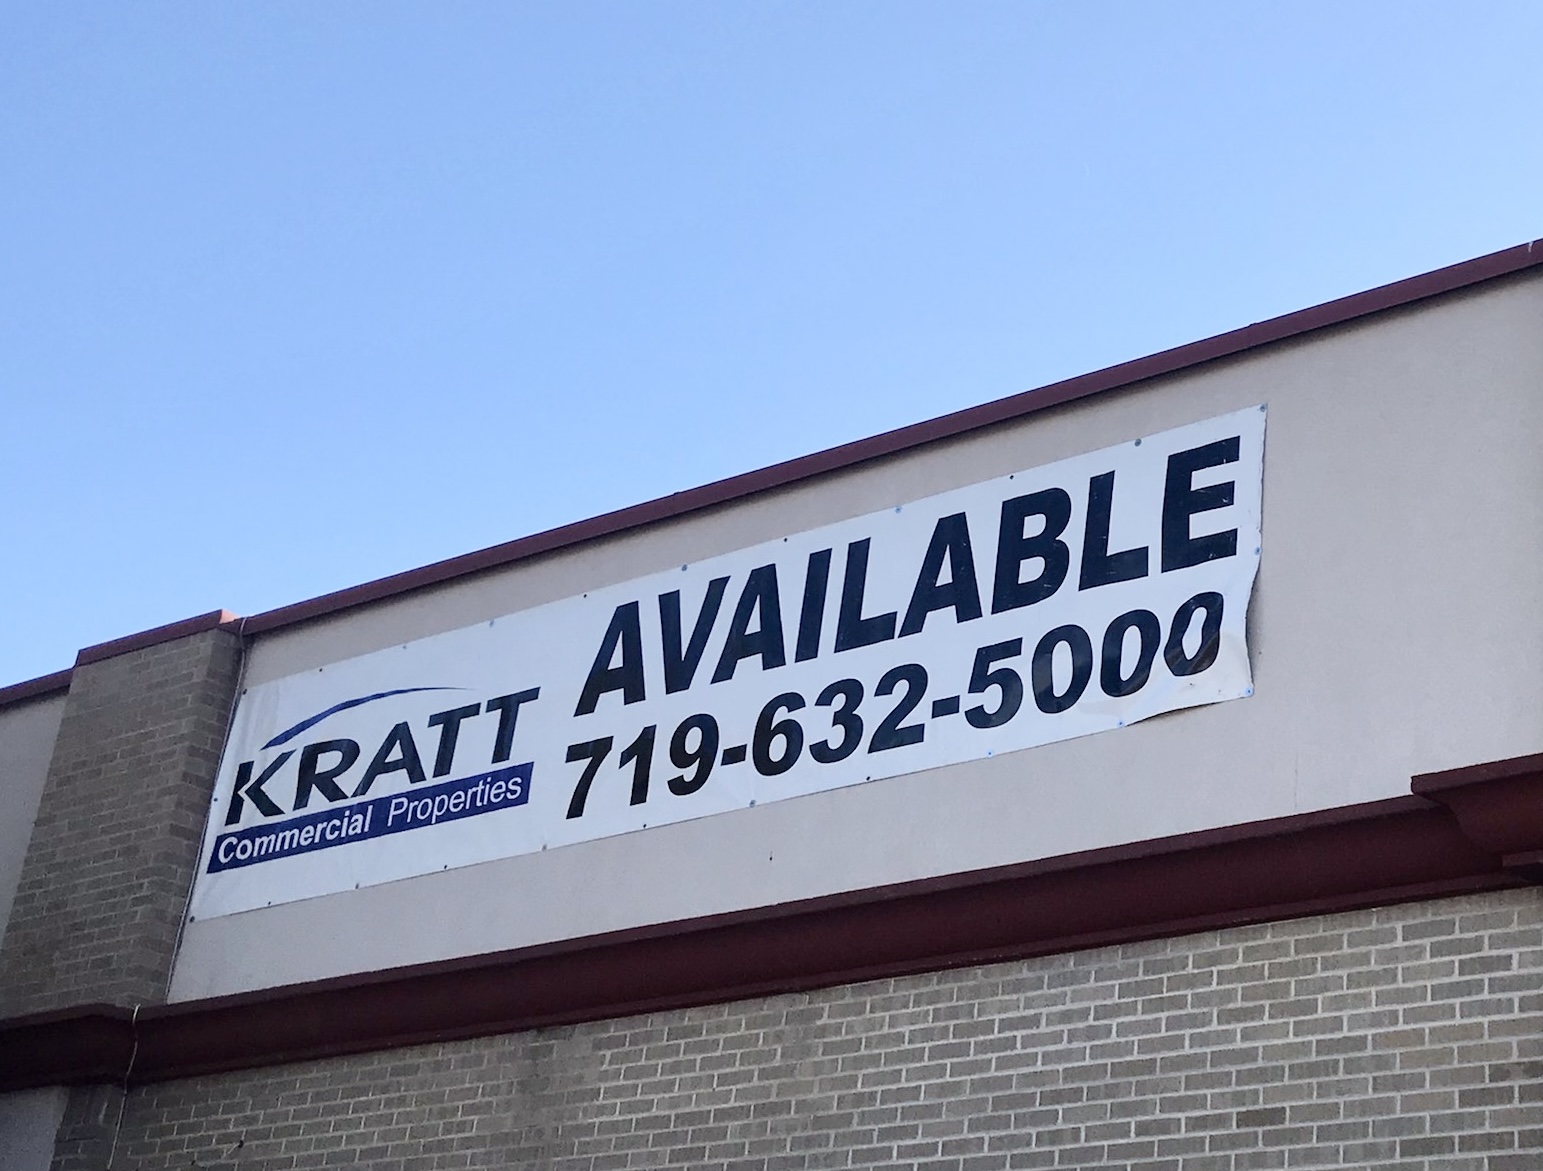 KRATT
Commercial Properties
AVAILABLE
719-632-5000